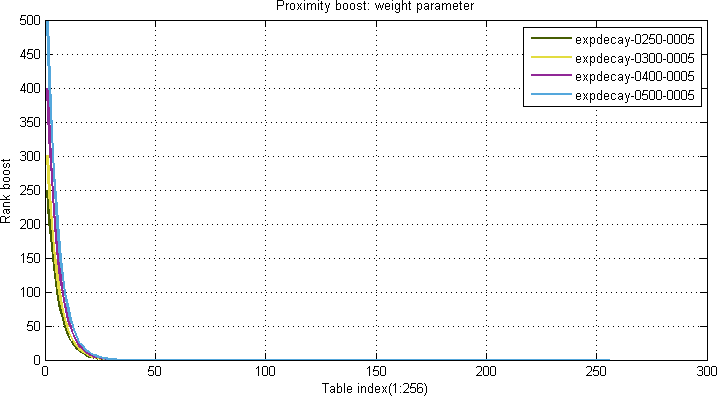 Proximity boost: weight parameter
500
450
400
350
300
250
200
150
100
50
0
Rank boost
expdecay-0250-0005
expdecay-0300-0005
expdecay-0400-0005
expdecay-0500-0005
0 50 100 150 200 250 300
Table index(1:256)